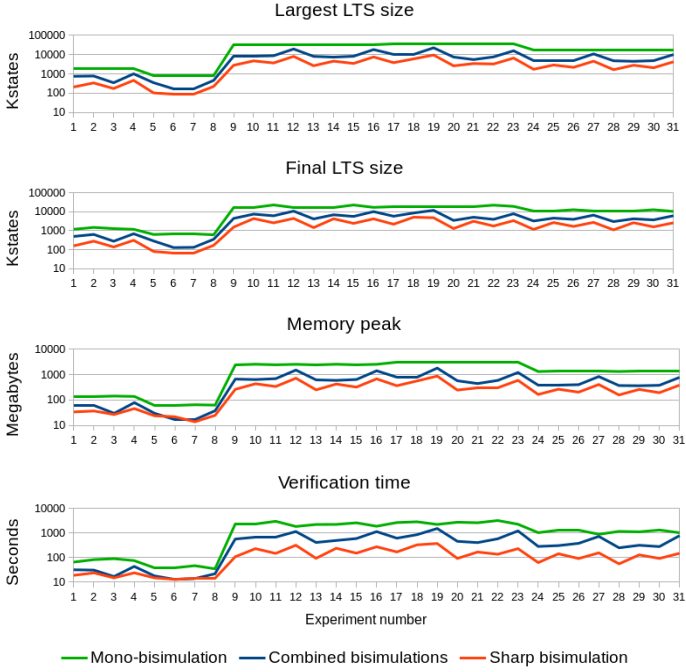 Largest LTS size
Kstates
100000
10000
1000
100
10
1 2 3 4 5 6 7 8 9 10 11 12 13 14 15 16 17 18 19 20 21 22 23 24 25 26 27 28 29 30 31
Final LTS size
Kstates
100000
10000
1000
100
10
1 2 3 4 5 6 7 8 9 10 11 12 13 14 15 16 17 18 19 20 21 22 23 24 25 26 27 28 29 30 31
Memory peak
Megabytes
10000
1000
100
10
1 2 3 4 5 6 7 8 9 10 11 12 13 14 15 16 17 18 19 20 21 22 23 24 25 26 27 28 29 30 31
Verification time
Seconds
10000
1000
100
10
1 2 3 4 5 6 7 8 9 10 11 12 13 14 15 16 17 18 19 20 21 22 23 24 25 26 27 28 29 30 31
Experiment number
Mono-bisimulation Combined bisimulations Sharp bisimulation